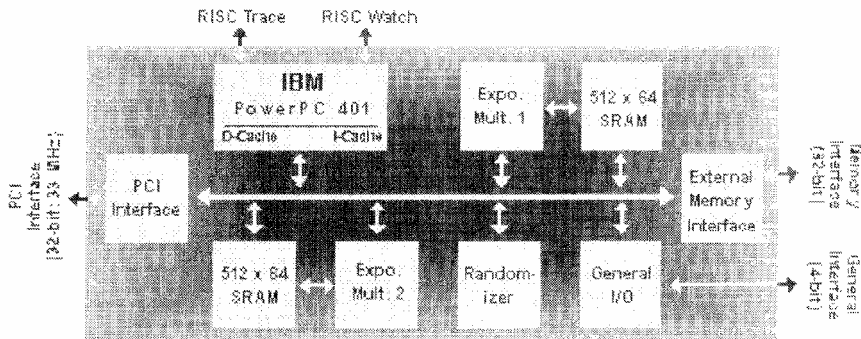 RISC Trace
RISC Watch
IBM
PowerPC 401
D-Cache
I-Cache
Expo.
Mult. 1
512 x 64
SRAM
PCI
Interface
(32-bit: 33 MHz)
PCI
Interface
External
Memory
Interface
Memory
Interface
(32-bit)
512 x 64
SRAM
Expo.
Mult. 2
Random-
izer
General
I/O
General
Interface
(4-bit)